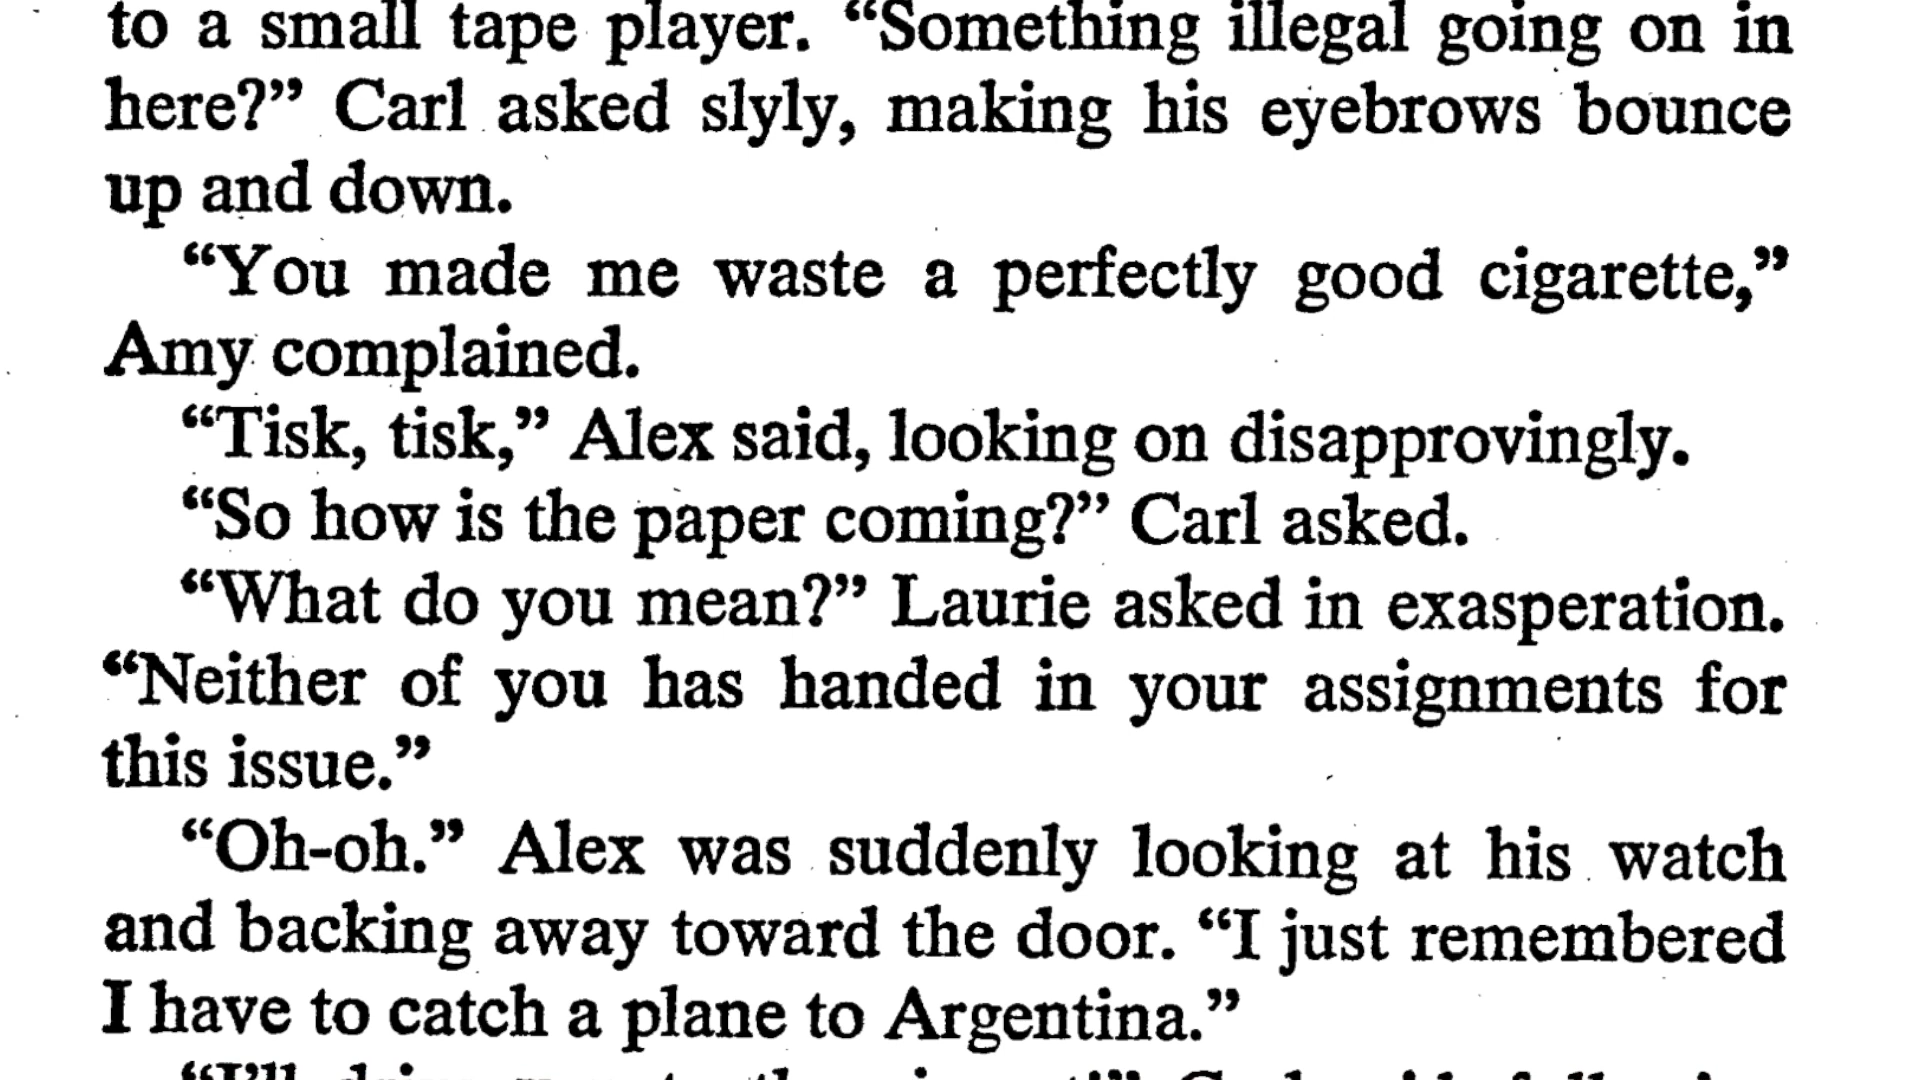 to a small tape player. “Something illegal going on in
here?” Carl asked slyly, making his eyebrows bounce
up and down.
“You made me waste a perfectly good cigarette,”
Amy complained.
“Tisk, tisk,” Alex said, looking on disapprovingly.
“So how is the paper coming?” Carl asked.
“What do you mean?” Laurie asked in exasperation.
“Neither of you has handed in your assignments for
this issue.”
“Oh-oh.” Alex was suddenly looking at his watch
and backing away toward the door. “I just remembered
I have to catch a plane to Argentina.”
“I’ll